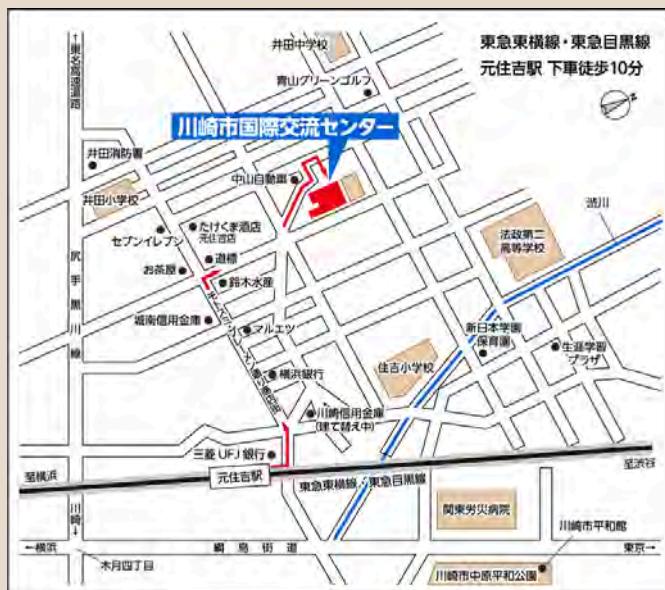 東急東横線・東急目黒線
元住吉駅 下車徒歩10分
井田中学校
青山グリーンゴルフ
↑東名高速道路
川崎市国際交流センター
井田消防署
中山自動車
井田小学校
渋川
たけくま酒店
元住吉店
セブンイレブン
法政第二
高等学校
道標
お茶屋
鈴木水産
尻手黒川線
城南信用金庫
マルエツ
新日本学園
保育園
生涯学習
プラザ
住吉小学校
横浜銀行
川崎信用金庫
(建て替え中)
三菱UFJ銀行
至横浜
元住吉駅
東急東横線・東急目黒線
至渋谷
川崎↓
関東労災病院
川崎市平和館
←横浜
綱島街道
東京→
木月四丁目
川崎市中原平和公園